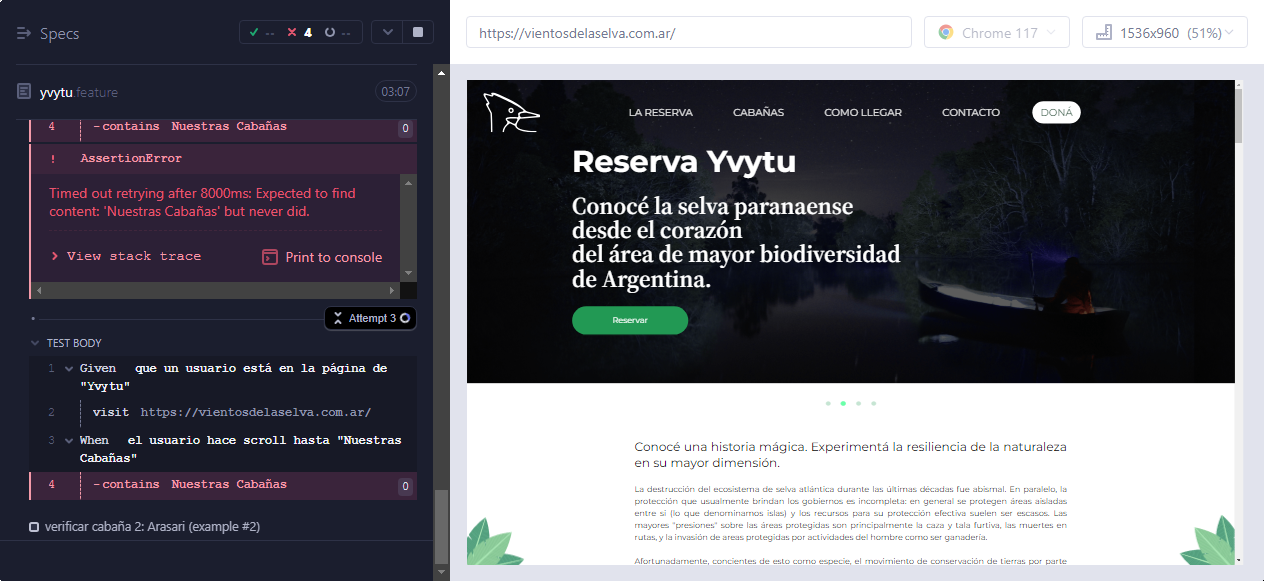 Specs
-- 4 --
yvytu.feature
03:07
4 -contains Nuestras Cabañas 0
! AssertionError
Timed out retrying after 8000ms: Expected to find
content: 'Nuestras Cabañas' but never did.
> View stack trace
Print to console
Attempt 3
TEST BODY
1 Given que un usuario está en la página de
"Yvytu"
2 visit https://vientosdelaselva.com.ar/
3 When el usuario hace scroll hasta "Nuestras
Cabañas"
4 -contains Nuestras Cabañas 0
verificar cabaña 2: Arasari (example #2)
https://vientosdelaselva.com.ar/
Chrome 117
1536x960 (51%)
LA RESERVA CABAÑAS COMO LLEGAR CONTACTO DONÁ
Reserva Yvytu
Conocé la selva paranaense
desde el corazón
del área de mayor biodiversidad
de Argentina.
Reservar
Conocé una historia mágica. Experimentá la resiliencia de la naturaleza
en su mayor dimensión.
La destrucción del ecosistema de selva atlántica durante las últimas décadas fue abismal. En paralelo, la
protección que usualmente brindan los gobiernos es incompleta: en general se protegen áreas aisladas
entre sí (lo que denominamos islas) y los recursos para su protección efectiva suelen ser escasos. Las
mayores "presiones" sobre las áreas protegidas son principalmente la caza y tala furtiva, las muertes en
rutas, y la invasión de areas protegidas por actividades del hombre como ser ganadería.
Afortunadamente, concientes de esto como especie, el movimiento de conservación de tierras por parte